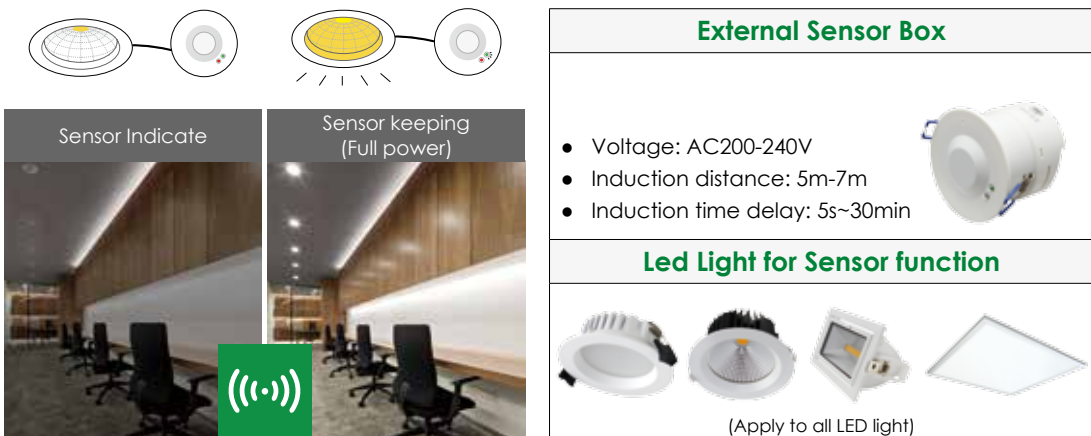 Sensor Indicate
Sensor keeping
(Full power)
External Sensor Box
● Voltage: AC200-240V
● Induction distance: 5m-7m
● Induction time delay: 5s~30min
Led Light for Sensor function
(Apply to all LED light)